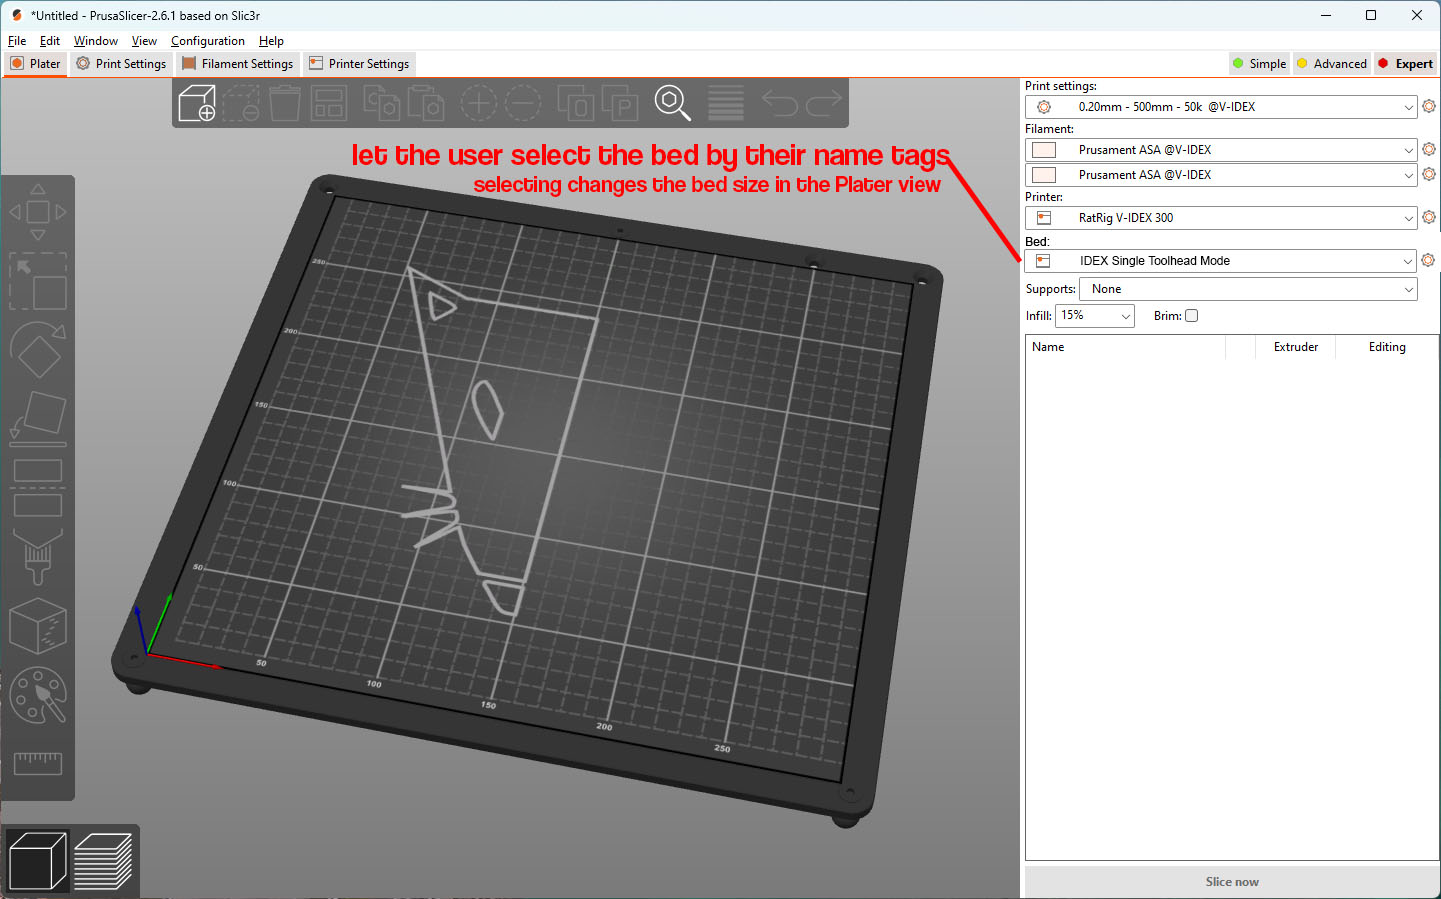 *Untitled - PrusaSlicer-2.6.1 based on Slic3r
File Edit Window View Configuration Help
Plater Print Settings Filament Settings Printer Settings Simple Advanced Expert
Print settings:
0.20mm - 500mm - 50k @V-IDEX
Filament:
Prusament ASA @V-IDEX
Prusament ASA @V-IDEX
Printer:
RatRig V-IDEX 300
Bed:
IDEX Single Toolhead Mode
Supports: None
Infill: 15% Brim:
Name Extruder Editing
Slice now
let the user select the bed by their name tags
selecting changes the bed size in the Plater view
250
200
150
100
50
50
100
150
200
250